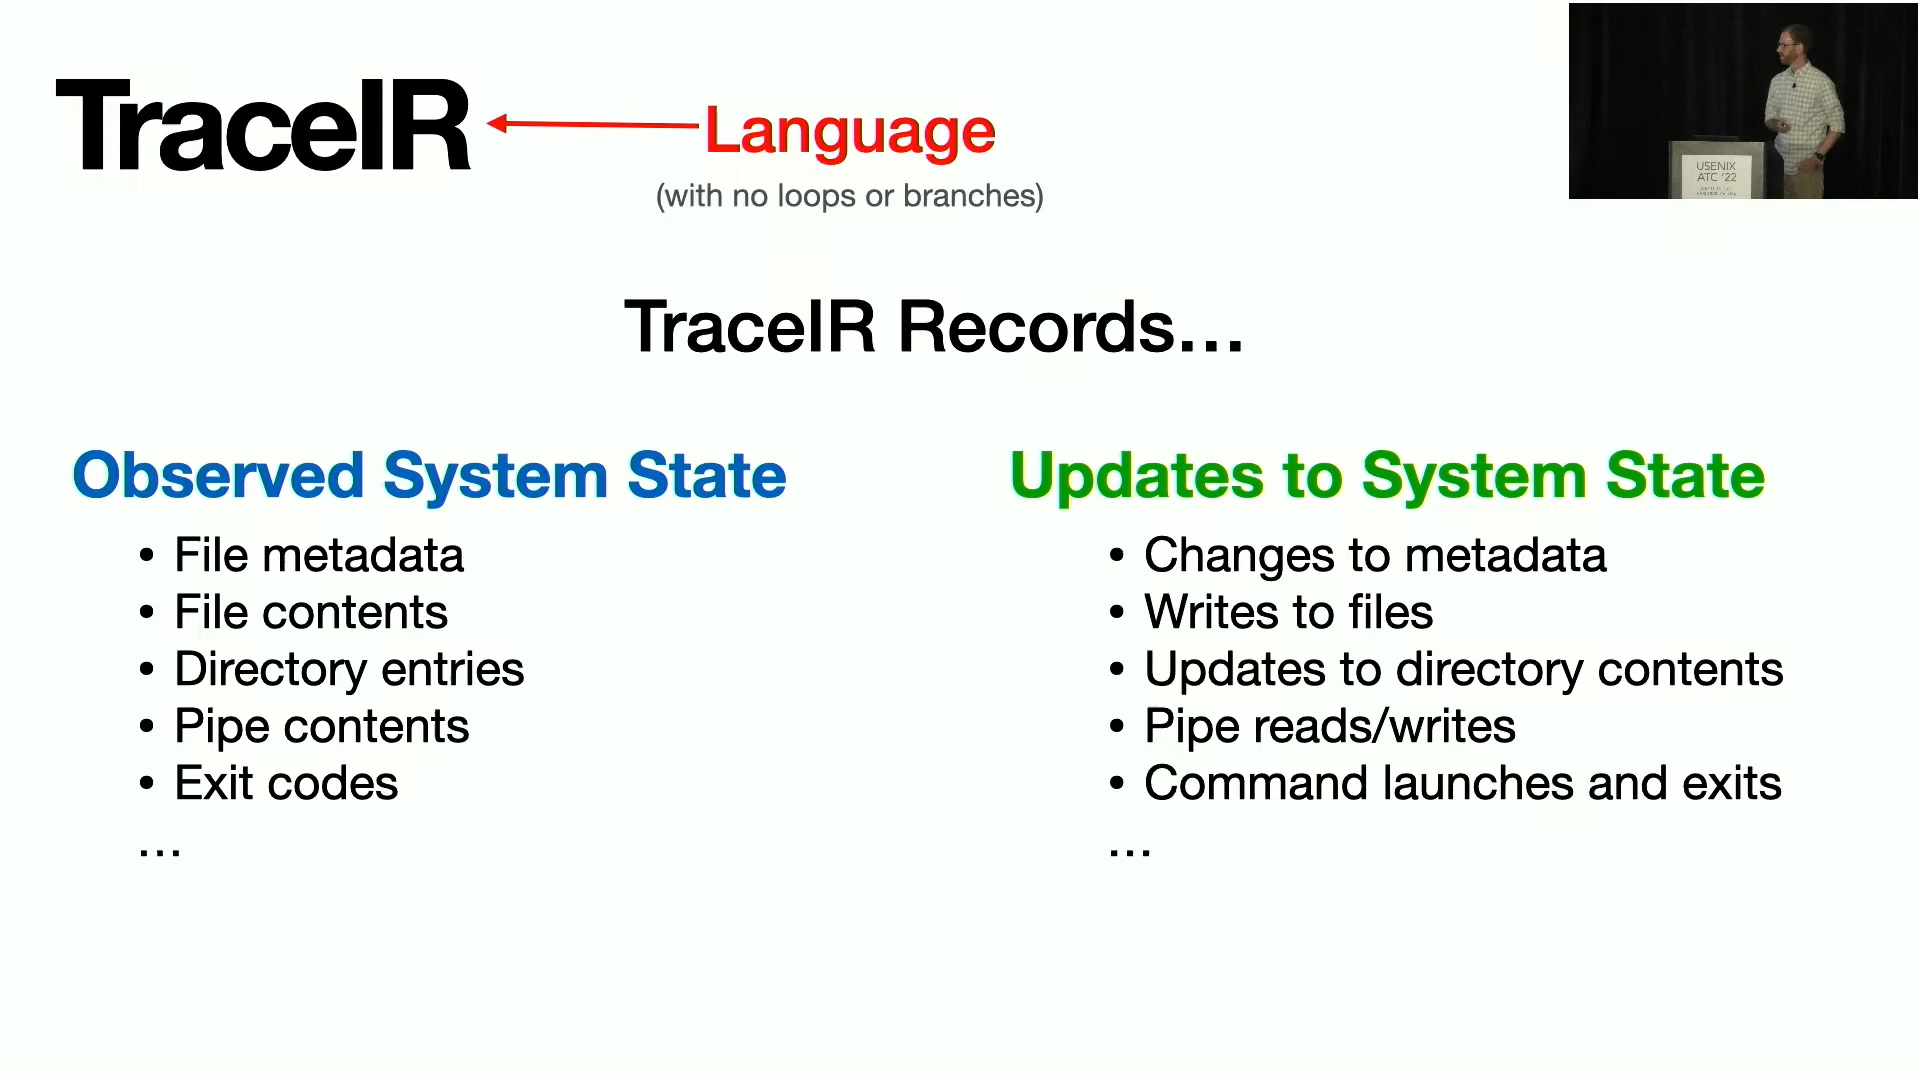 TraceIR
Language
(with no loops or branches)
USENIX
ATC '22
TraceIR Records...
Observed System State
• File metadata
• File contents
• Directory entries
• Pipe contents
• Exit codes
...
Updates to System State
• Changes to metadata
• Writes to files
• Updates to directory contents
• Pipe reads/writes
• Command launches and exits
...